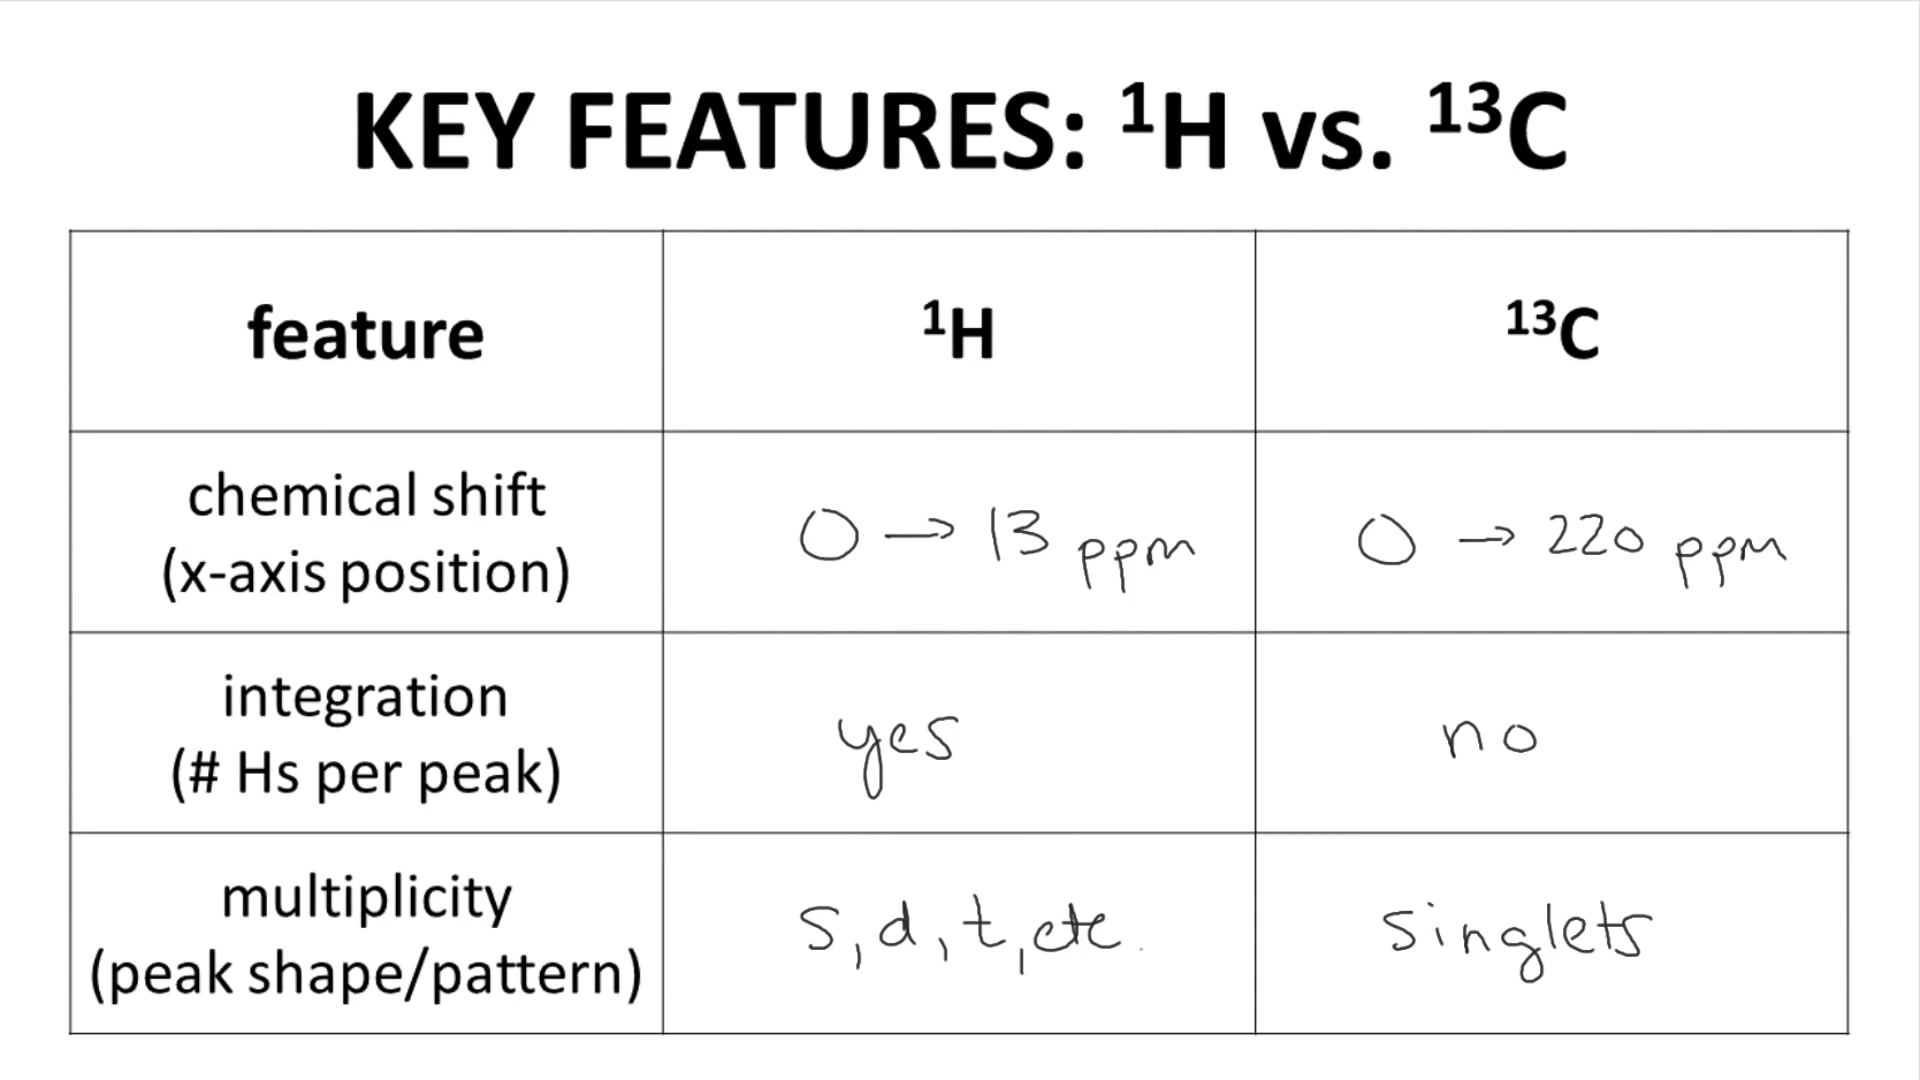 KEY FEATURES: ¹H vs. ¹³C
feature
¹H
¹³C
chemical shift
(x-axis position)
0 → 13 ppm
0 → 220 ppm
integration
(# Hs per peak)
yes
no
multiplicity
(peak shape/pattern)
s, d, t, etc.
singlets